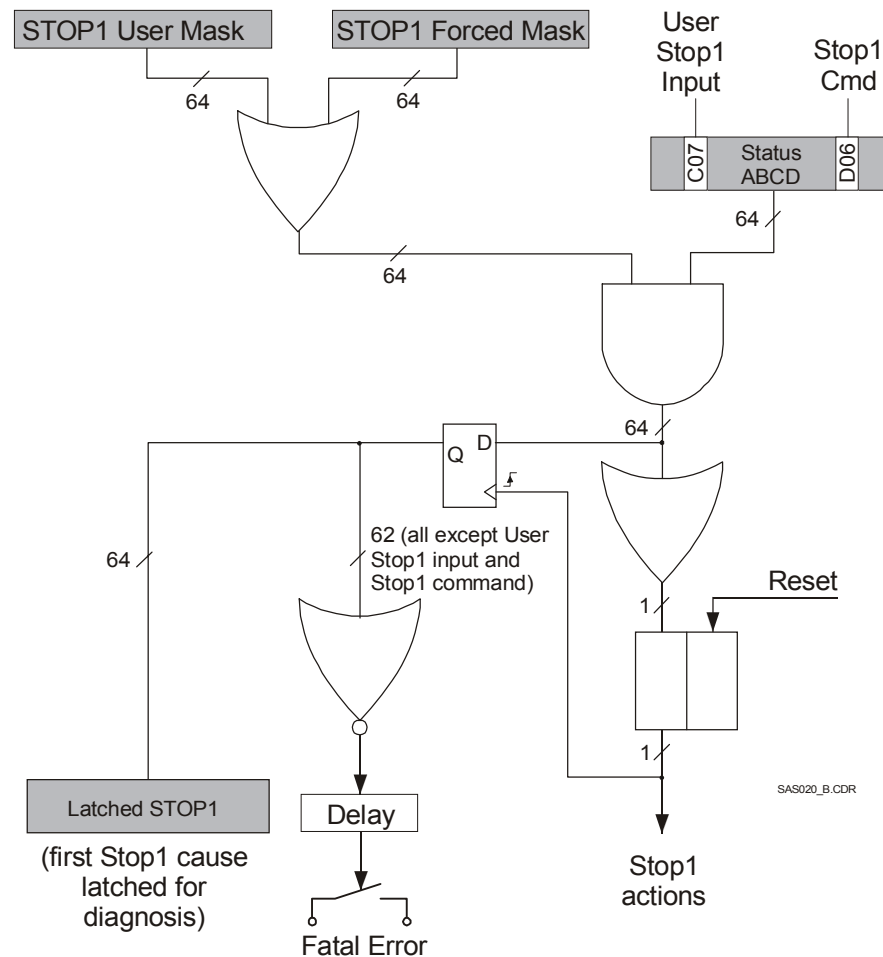 STOP1 User Mask
STOP1 Forced Mask
User
Stop1
Input
Stop1
Cmd
C07
Status
ABCD
D06
64
64
64
64
64
Q
D
62 (all except User
Stop1 input and
Stop1 command)
64
1
Reset
1
SAS020_B.CDR
Latched STOP1
Delay
(first Stop1 cause
latched for
diagnosis)
Stop1
actions
Fatal Error